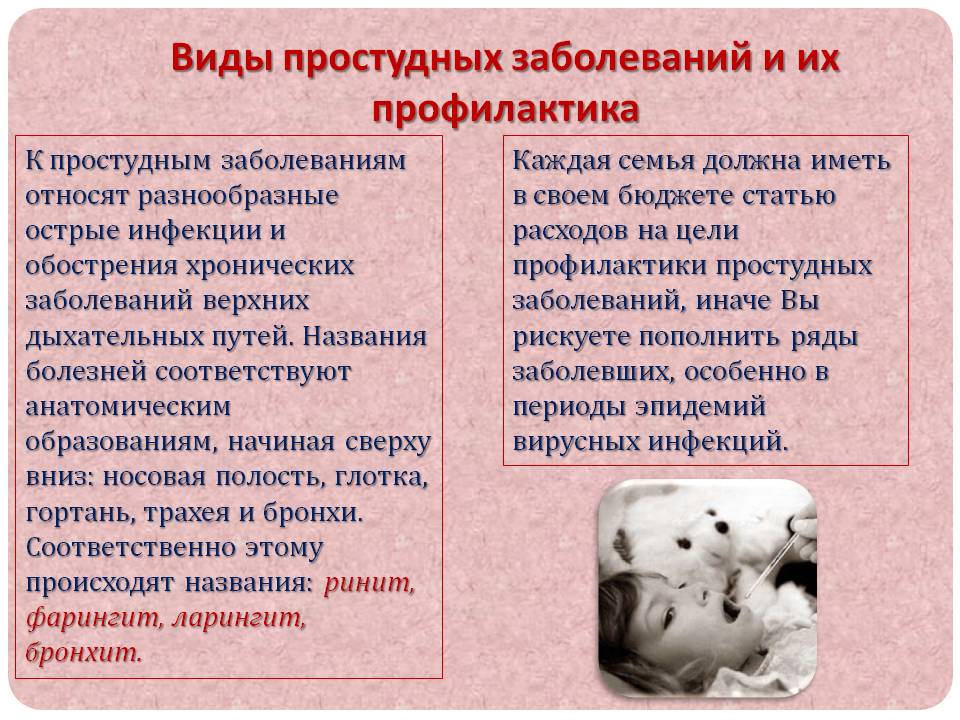 Виды простудных заболеваний и их
профилактика
К простудным заболеваниям
относят разнообразные
острые инфекции и
обострения хронических
заболеваний верхних
дыхательных путей. Названия
болезней соответствуют
анатомическим
образованиям, начиная сверху
вниз: носовая полость, глотка,
гортань, трахея и бронхи.
Соответственно этому
происходят названия: ринит,
фарингит, ларингит,
бронхит.
Каждая семья должна иметь
в своем бюджете статью
расходов на цели
профилактики простудных
заболеваний, иначе Вы
рискуете пополнить ряды
заболевших, особенно в
периоды эпидемий
вирусных инфекций.